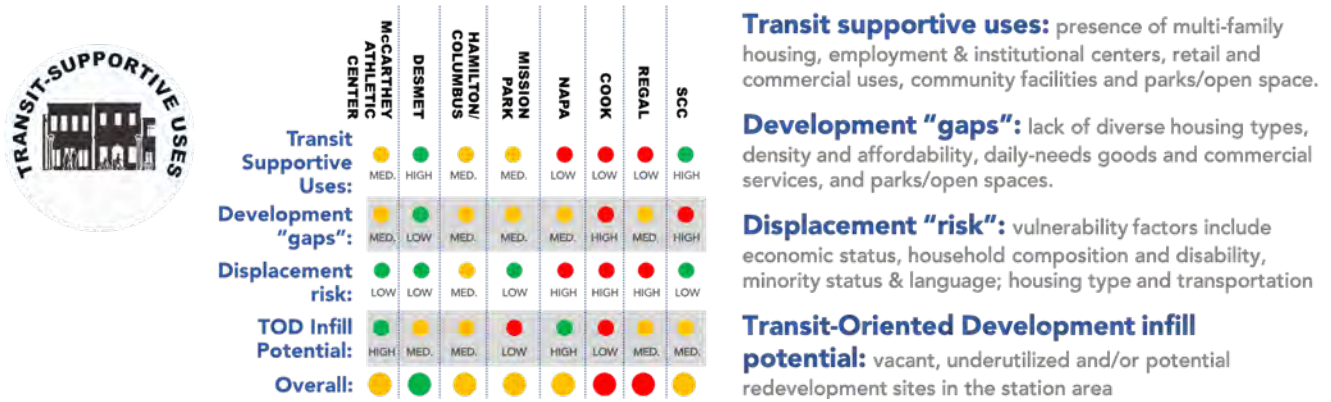 TRANSIT-SUPPORTIVE USES
McCARTHEY ATHLETIC CENTER
DESMET
HAMILTON/ COLUMBUS
MISSION PARK
NAPA
COOK
REGAL
SCC
Transit
Supportive
Uses:
MED. HIGH MED. MED. LOW LOW LOW HIGH
Development
"gaps":
MED. LOW MED. MED. MED. HIGH MED. HIGH
Displacement
risk:
LOW LOW MED. LOW HIGH HIGH HIGH LOW
TOD Infill
Potential:
HIGH MED. MED. LOW HIGH LOW MED. MED.
Overall:
Transit supportive uses: presence of multi-family
housing, employment & institutional centers, retail and
commercial uses, community facilities and parks/open space.
Development "gaps": lack of diverse housing types,
density and affordability, daily-needs goods and commercial
services, and parks/open spaces.
Displacement "risk": vulnerability factors include
economic status, household composition and disability,
minority status & language; housing type and transportation
Transit-Oriented Development infill
potential: vacant, underutilized and/or potential
redevelopment sites in the station area